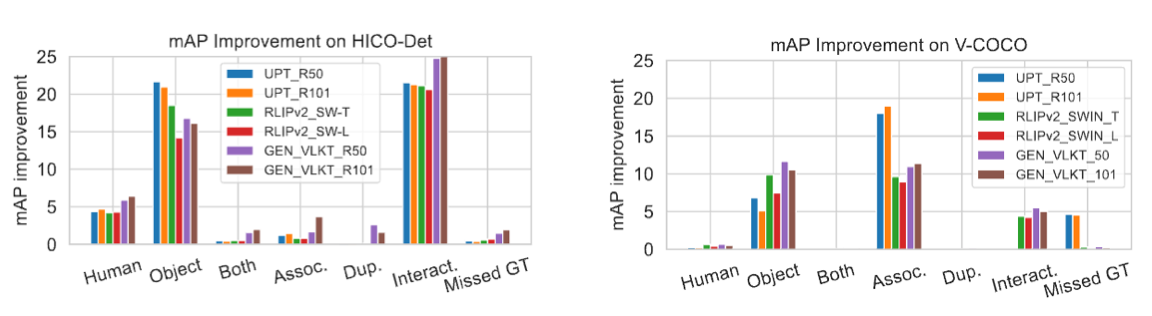 mAP Improvement on HICO-Det
mAP improvement
25
20
15
10
5
0
UPT_R50
UPT_R101
RLIPv2_SW-T
RLIPv2_SW-L
GEN_VLKT_R50
GEN_VLKT_R101
Human
Object
Both
Assoc.
Dup.
Interact.
Missed GT
mAP Improvement on V-COCO
mAP improvement
25
20
15
10
5
0
UPT_R50
UPT_R101
RLIPv2_SWIN_T
RLIPv2_SWIN_L
GEN_VLKT_50
GEN_VLKT_101
Human
Object
Both
Assoc.
Dup.
Interact.
Missed GT